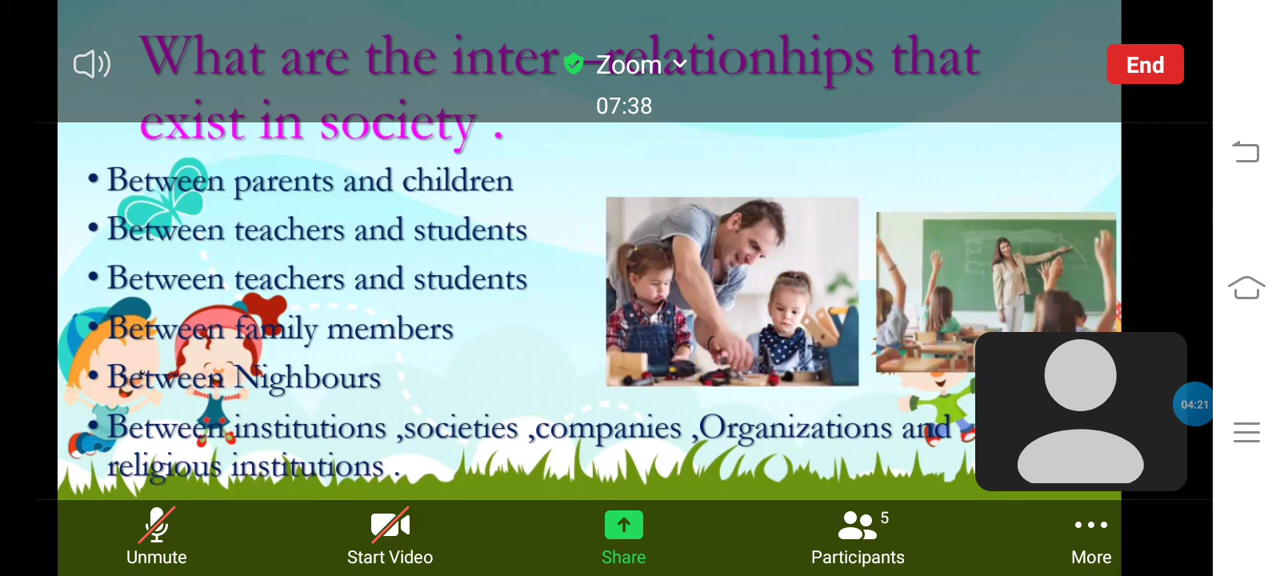 What are the inter – relationhips that
Zoom
End
07:38
exist in society .
• Between parents and children
• Between teachers and students
• Between teachers and students
• Between family members
• Between Nighbours
• Between institutions ,societies ,companies ,Organizations and
religious institutions .
04:21
Unmute
Start Video
Share
Participants 5
More